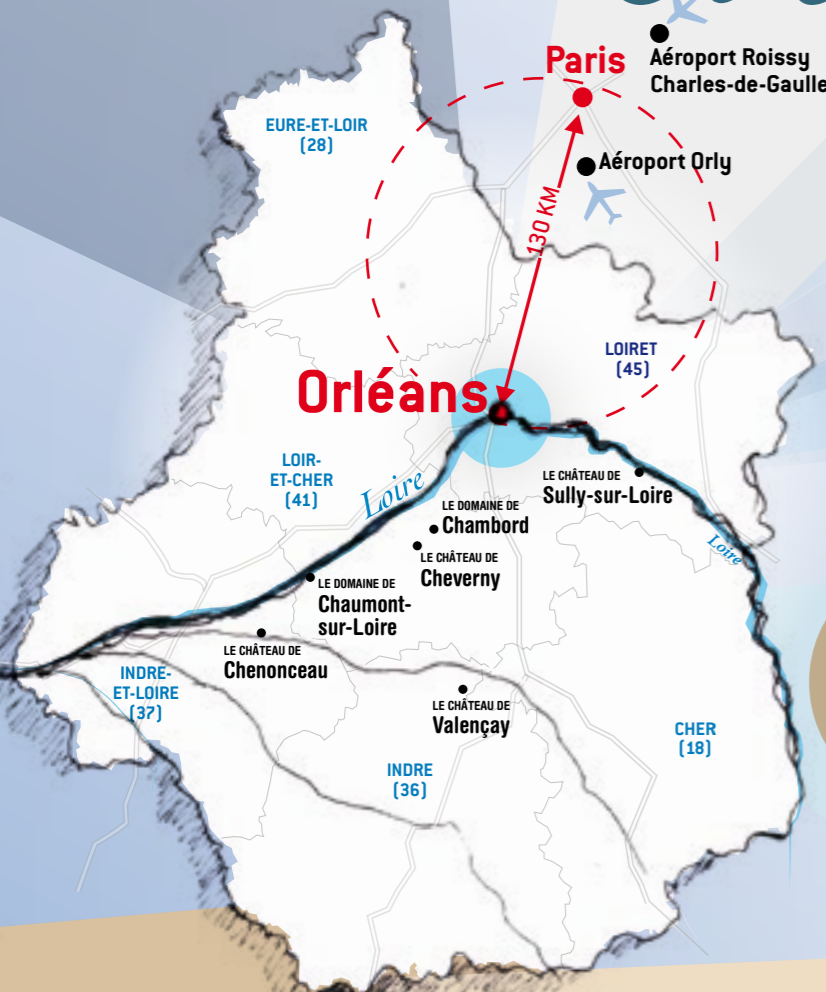 Paris
Aéroport Roissy
Charles-de-Gaulle
EURE-ET-LOIR
(28)
Aéroport Orly
130 KM
LOIRET
(45)
Orléans
LOIR-
ET-CHER
(41)
Loire
LE CHÂTEAU DE
Sully-sur-Loire
LE DOMAINE DE
Chambord
LE CHÂTEAU DE
Cheverny
Loire
LE DOMAINE DE
Chaumont-
sur-Loire
LE CHÂTEAU DE
Chenonceau
INDRE-
ET-LOIRE
(37)
LE CHÂTEAU DE
Valençay
CHER
(18)
INDRE
(36)